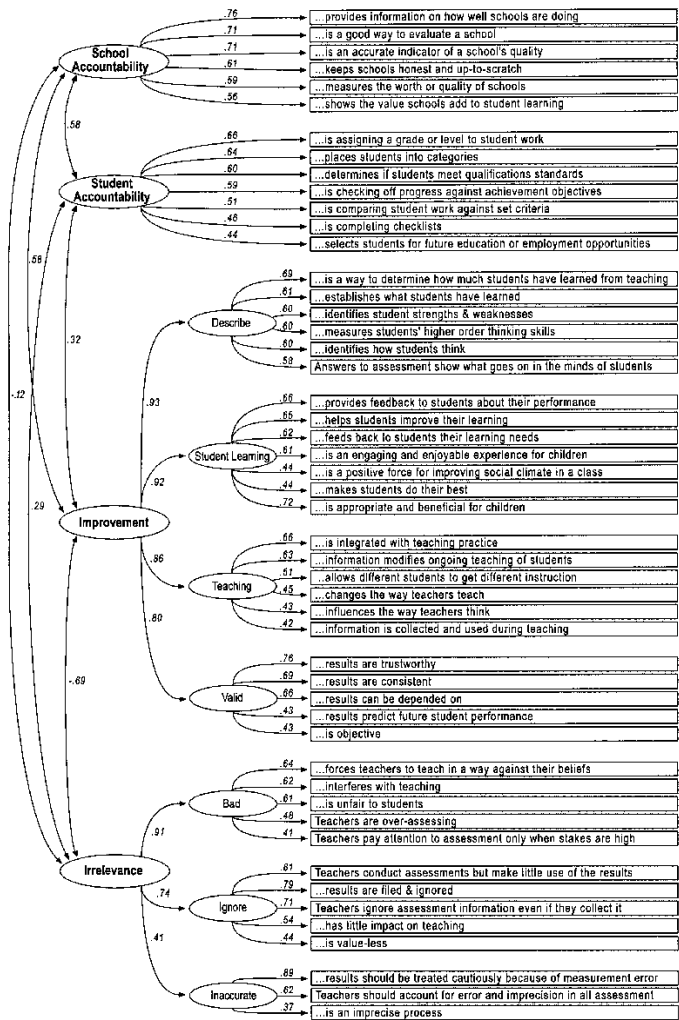 .76
...provides information on how well schools are doing
.71
...is a good way to evaluate a school
.71
...is an accurate indicator of a school's quality
School
Accountability
.61
...keeps schools honest and up-to-scratch
.59
...measures the worth or quality of schools
.56
...shows the value schools add to student learning
.58
.66
...is assigning a grade or level to student work
.64
...places students into categories
.60
...determines if students meet qualifications standards
Student
Accountability
.59
...is checking off progress against achievement objectives
.51
...is comparing student work against set criteria
.46
...is completing checklists
.44
...selects students for future education or employment opportunities
.58
.69
...is a way to determine how much students have learned from teaching
.61
...establishes what students have learned
.60
...identifies student strengths & weaknesses
Describe
.60
...measures students' higher order thinking skills
.60
...identifies how students think
.58
Answers to assessment show what goes on in the minds of students
.32
-.12
.93
.66
...provides feedback to students about their performance
.65
...helps students improve their learning
.62
...feeds back to students their learning needs
Student Learning
.61
...is an engaging and enjoyable experience for children
.44
...is a positive force for improving social climate in a class
.44
...makes students do their best
.72
...is appropriate and beneficial for children
.92
.29
Improvement
.66
...is integrated with teaching practice
.63
...information modifies ongoing teaching of students
.51
...allows different students to get different instruction
Teaching
.45
...changes the way teachers teach
.43
...influences the way teachers think
.42
...information is collected and used during teaching
.86
.80
.76
...results are trustworthy
.69
...results are consistent
Valid
.66
...results can be depended on
.43
...results predict future student performance
.43
...is objective
-.69
.64
...forces teachers to teach in a way against their beliefs
.62
...interferes with teaching
Bad
.61
...is unfair to students
.48
Teachers are over-assessing
.41
Teachers pay attention to assessment only when stakes are high
.91
Irrelevance
.61
Teachers conduct assessments but make little use of the results
.79
...results are filed & ignored
Ignore
.71
Teachers ignore assessment information even if they collect it
.54
...has little impact on teaching
.44
...is value-less
.74
.41
.89
...results should be treated cautiously because of measurement error
Inaccurate
.62
Teachers should account for error and imprecision in all assessment
.37
...is an imprecise process